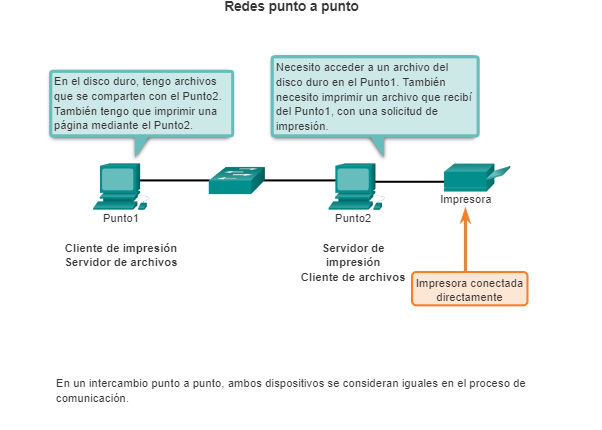 Redes punto a punto
En el disco duro, tengo archivos
que se comparten con el Punto2.
También tengo que imprimir una
página mediante el Punto2.
Necesito acceder a un archivo del
disco duro en el Punto1. También
necesito imprimir un archivo que recibí
del Punto1, con una solicitud de
impresión.
Punto1
Punto2
Impresora
Cliente de impresión
Servidor de archivos
Servidor de
impresión
Cliente de archivos
Impresora conectada
directamente
En un intercambio punto a punto, ambos dispositivos se consideran iguales en el proceso de
comunicación.